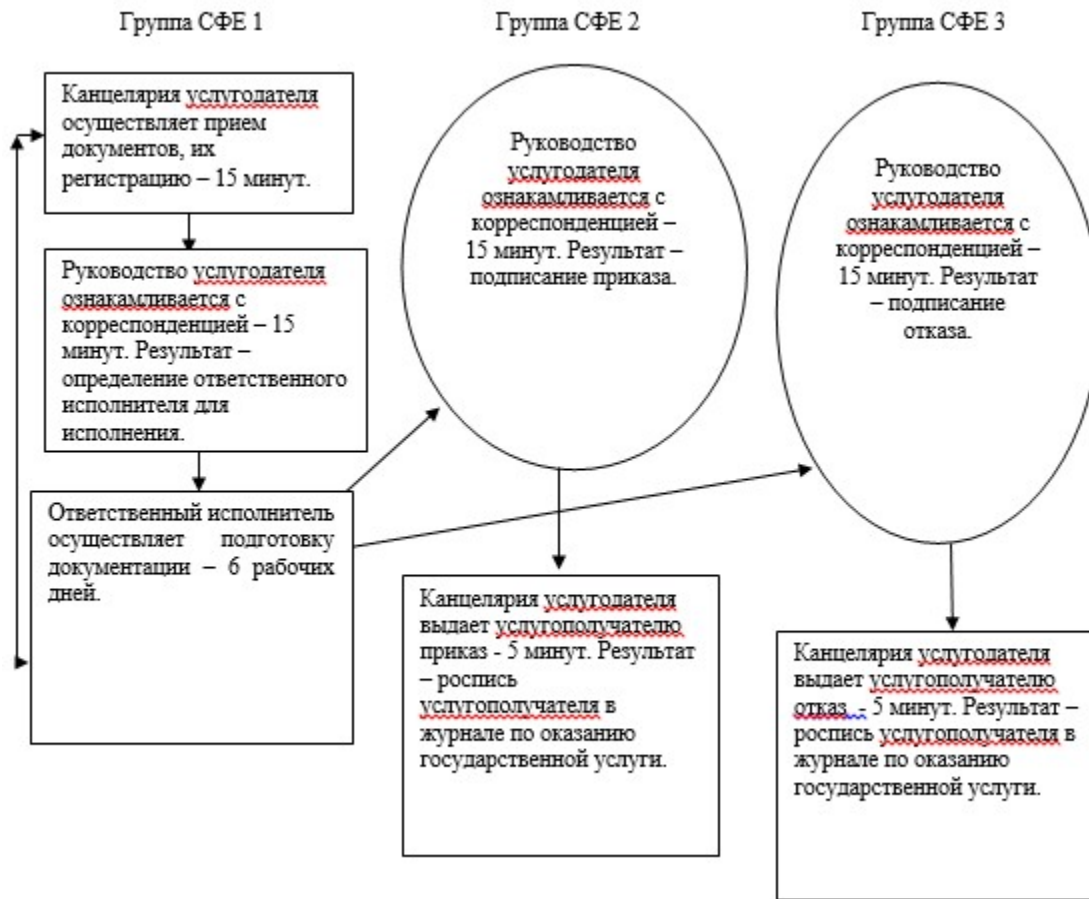 Группа СФЕ 1
Группа СФЕ 2
Группа СФЕ 3
Канцелярия услугодателя
осуществляет прием
документов, их
регистрацию – 15 минут.
Руководство услугодателя
ознакамливается с
корреспонденцией – 15
минут. Результат –
определение ответственного
исполнителя для
исполнения.
Ответственный исполнитель
осуществляет подготовку
документации – 6 рабочих
дней.
Руководство
услугодателя
ознакамливается с
корреспонденцией –
15 минут. Результат –
подписание приказа.
Канцелярия услугодателя
выдает услугополучателю
приказ - 5 минут. Результат
– роспись
услугополучателя в
журнале по оказанию
государственной услуги.
Руководство
услугодателя
ознакамливается с
корреспонденцией –
15 минут. Результат
– подписание
отказа.
Канцелярия услугодателя
выдает услугополучателю
отказ - 5 минут. Результат –
роспись услугополучателя в
журнале по оказанию
государственной услуги.